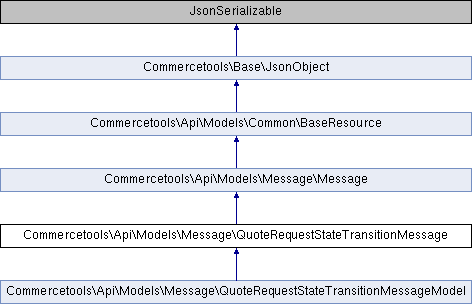 JsonSerializable
Commercetools\Base\JsonObject
Commercetools\Api\Models\Common\BaseResource
Commercetools\Api\Models\Message\Message
Commercetools\Api\Models\Message\QuoteRequestStateTransitionMessage
Commercetools\Api\Models\Message\QuoteRequestStateTransitionMessageModel